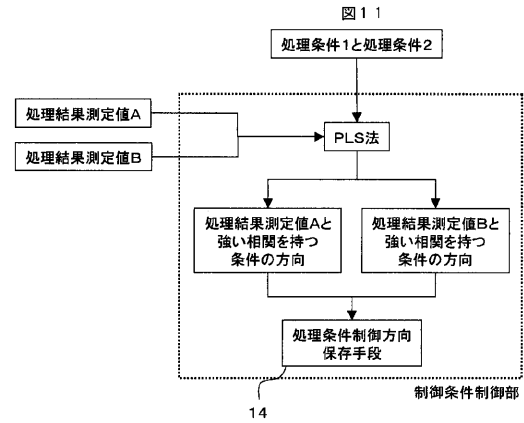 図11
処理条件1と処理条件2
処理結果測定値A
処理結果測定値B
PLS法
処理結果測定値Aと
強い相関を持つ
条件の方向
処理結果測定値Bと
強い相関を持つ
条件の方向
処理条件制御方向
保存手段
制御条件制御部
14